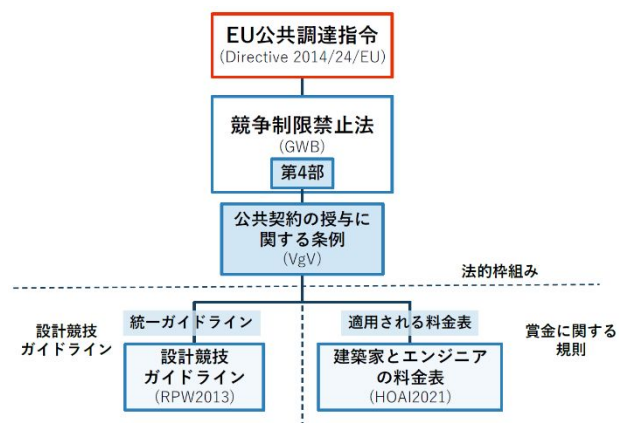 EU公共調達指令
(Directive 2014/24/EU)
競争制限禁止法
(GWB)
第4部
公共契約の授与に
関する条例
(VgV)
法的枠組み
設計競技
ガイドライン
統一ガイドライン
設計競技
ガイドライン
(RPW2013)
適用される料金表
建築家とエンジニア
の料金表
(HOAI2021)
賞金に関する
規則